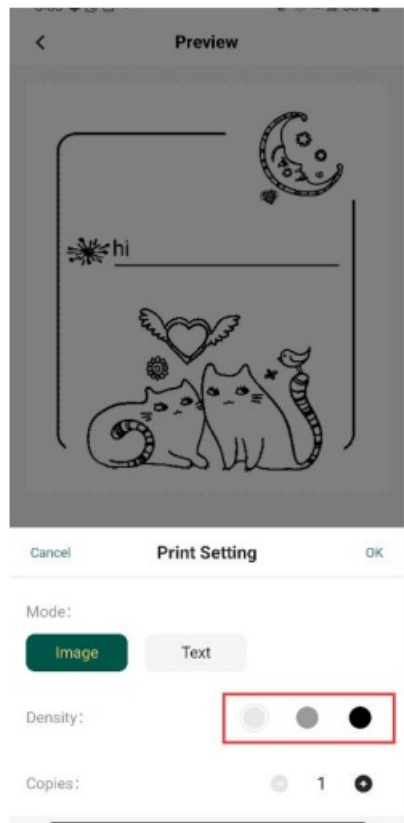 Preview
hi
Cancel Print Setting OK
Mode:
Image Text
Density:
Copies: 1